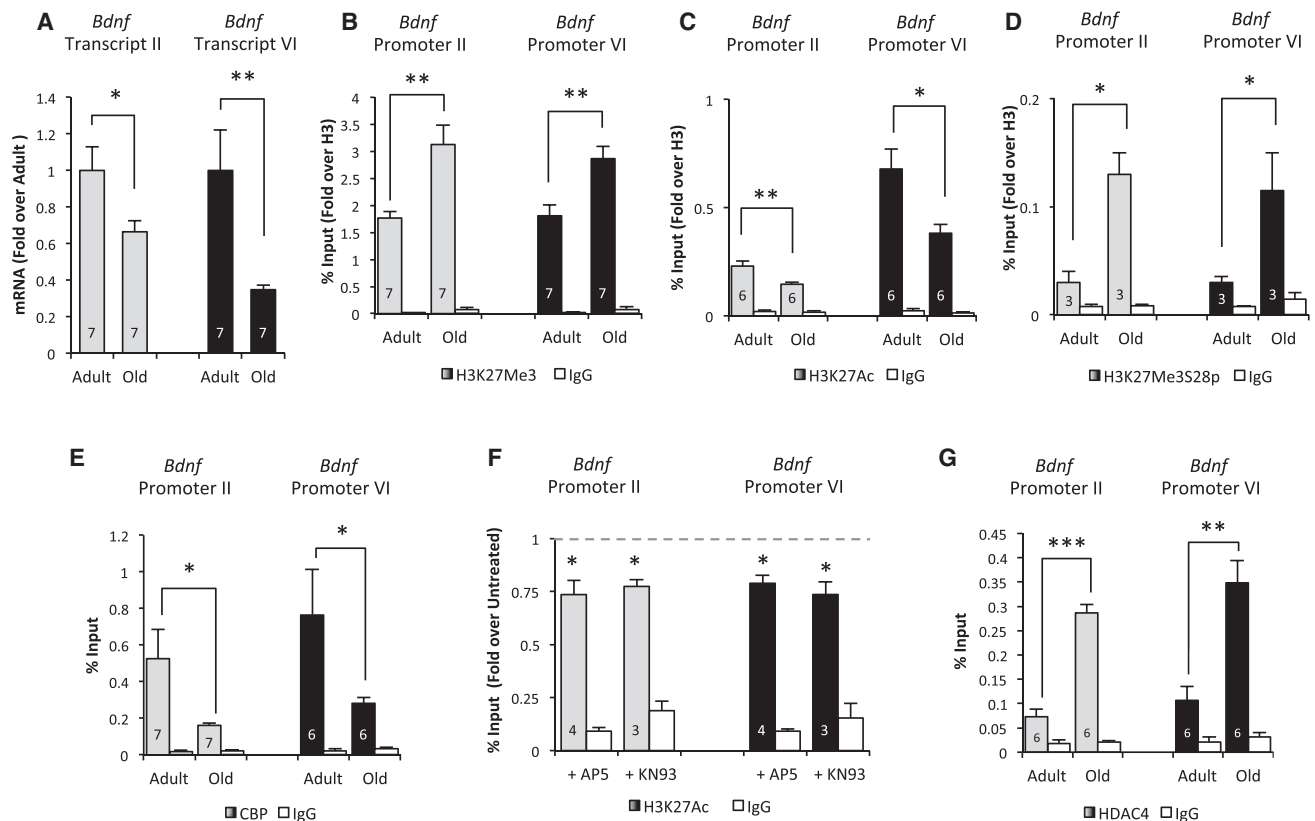 A
Bdnf
Transcript II
Bdnf
Transcript VI
*
**
mRNA (Fold over Adult )
1.4
1.2
1
0.8
0.6
0.4
0.2
0
7
7
7
7
Adult Old
Adult Old
B
Bdnf
Promoter II
Bdnf
Promoter VI
**
**
% Input (Fold over H3)
4
3.5
3
2.5
2
1.5
1
0.5
0
7
7
7
7
Adult Old
Adult Old
H3K27Me3 IgG
C
Bdnf
Promoter II
Bdnf
Promoter VI
**
*
% Input (Fold over H3)
1
0.5
0
6
6
6
6
Adult Old
Adult Old
H3K27Ac IgG
D
Bdnf
Promoter II
Bdnf
Promoter VI
*
*
% Input (Fold over H3)
0.2
0.1
0
3
3
3
3
Adult Old
Adult Old
H3K27Me3S28p IgG
E
Bdnf
Promoter II
Bdnf
Promoter VI
*
*
% Input
1.2
1
0.8
0.6
0.4
0.2
0
7
7
6
6
Adult Old
Adult Old
CBP IgG
F
Bdnf
Promoter II
Bdnf
Promoter VI
* *
* *
% Input (Fold over Untreated)
1
0.75
0.5
0.25
0
4
3
4
3
+ AP5 + KN93
+ AP5 + KN93
H3K27Ac IgG
G
Bdnf
Promoter II
Bdnf
Promoter VI
***
**
% Input
0.45
0.4
0.35
0.3
0.25
0.2
0.15
0.1
0.05
0
6
6
6
6
Adult Old
Adult Old
HDAC4 IgG